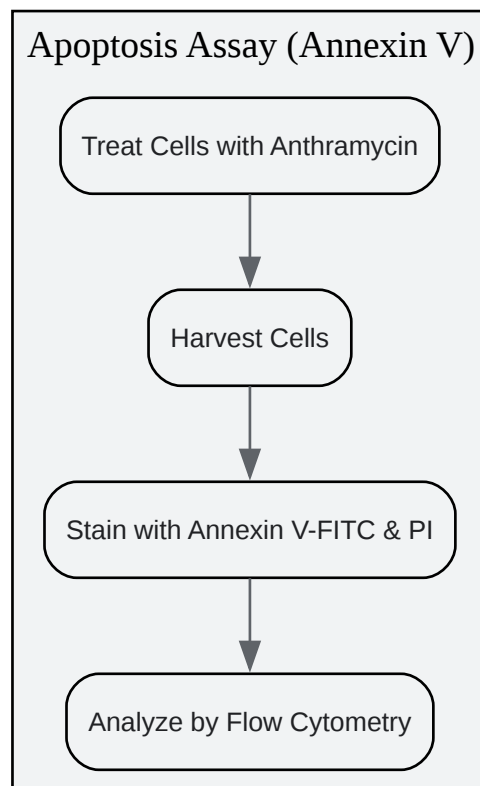 Apoptosis Assay (Annexin V)
Treat Cells with Anthramycin
Harvest Cells
Stain with Annexin V-FITC & PI
Analyze by Flow Cytometry